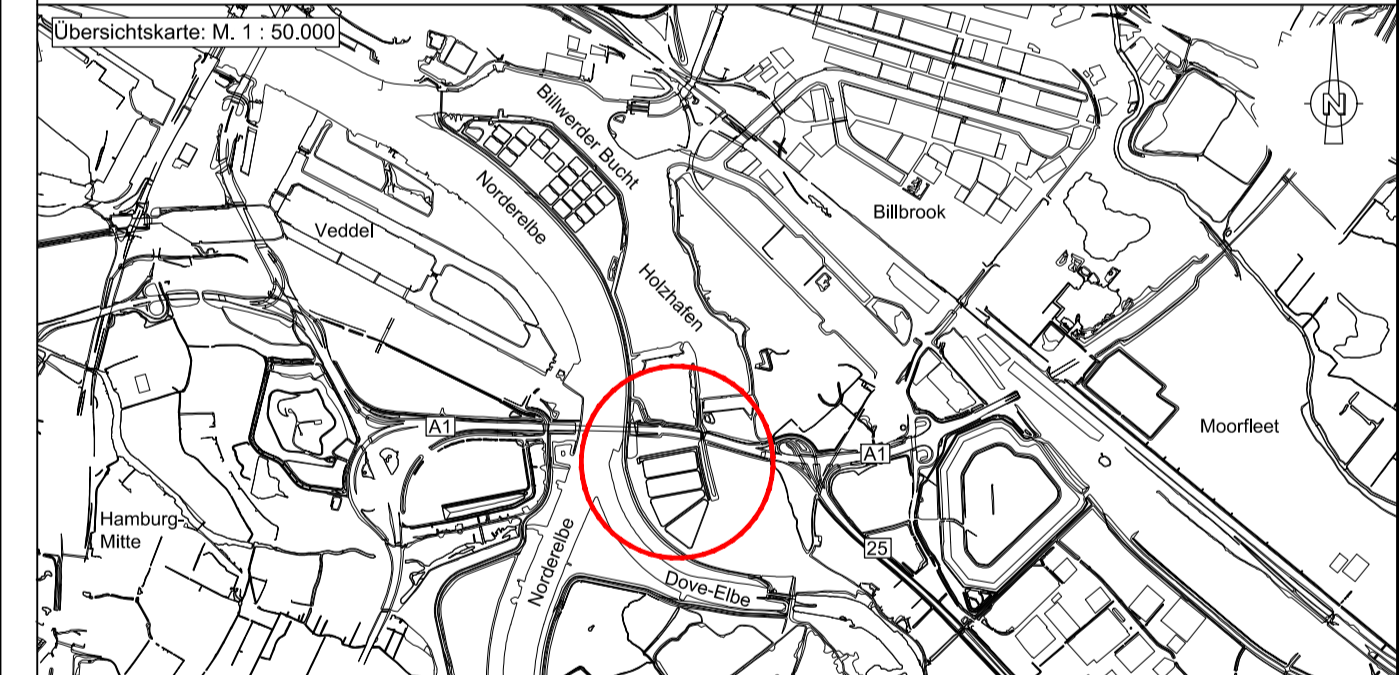 Übersichtskarte: M. 1 : 50.000
N
Billwerder Bucht
Norderelbe
Veddel
Billbrook
Holzhafen
A1
A1
Moorfleet
Hamburg-
Mitte
Norderelbe
25
Dove-Elbe